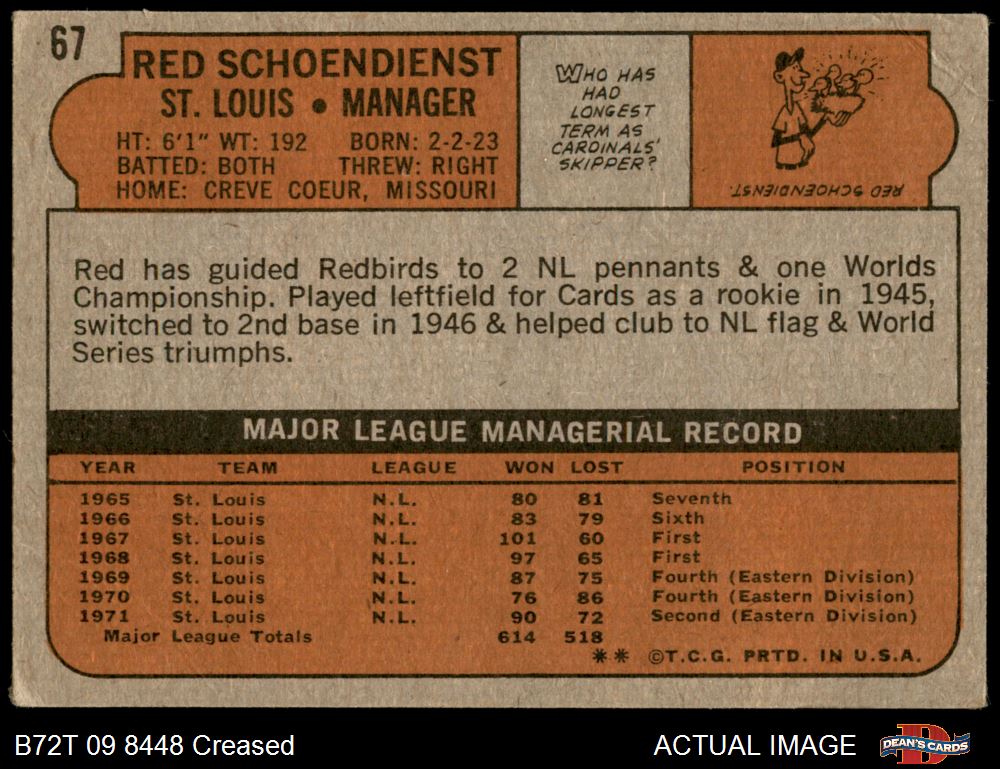 67
RED SCHOENDIENST
ST. LOUIS • MANAGER
HT: 6'1" WT: 192 BORN: 2-2-23
BATTED: BOTH THREW: RIGHT
HOME: CREVE COEUR, MISSOURI
WHO HAS
HAD
LONGEST
TERM AS
CARDINALS'
SKIPPER?
RED SCHOENDIENST.
Red has guided Redbirds to 2 NL pennants & one Worlds
Championship. Played leftfield for Cards as a rookie in 1945,
switched to 2nd base in 1946 & helped club to NL flag & World
Series triumphs.
MAJOR LEAGUE MANAGERIAL RECORD
YEAR TEAM LEAGUE WON LOST POSITION
1965 St. Louis N.L. 80 81 Seventh
1966 St. Louis N.L. 83 79 Sixth
1967 St. Louis N.L. 101 60 First
1968 St. Louis N.L. 97 65 First
1969 St. Louis N.L. 87 75 Fourth (Eastern Division)
1970 St. Louis N.L. 76 86 Fourth (Eastern Division)
1971 St. Louis N.L. 90 72 Second (Eastern Division)
Major League Totals 614 518
** ©T.C.G. PRTD. IN U.S.A.
B72T 09 8448 Creased ACTUAL IMAGE DEAN'S CARDS